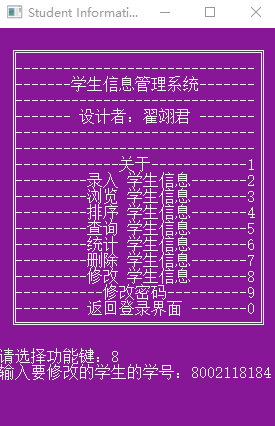 Student Informati...
------------------------------
-------学生信息管理系统-------
------------------------------
------- 设计者：翟翊君 -------
------------------------------
------------------------------
-------------关于------------1
---------录入 学生信息-------2
---------浏览 学生信息-------3
---------排序 学生信息-------4
---------查询 学生信息-------5
---------统计 学生信息-------6
---------删除 学生信息-------7
---------修改 学生信息-------8
-----------修改密码----------9
--------- 返回登录界面 ------0
请选择功能键：8
输入要修改的学生的学号：8002118184